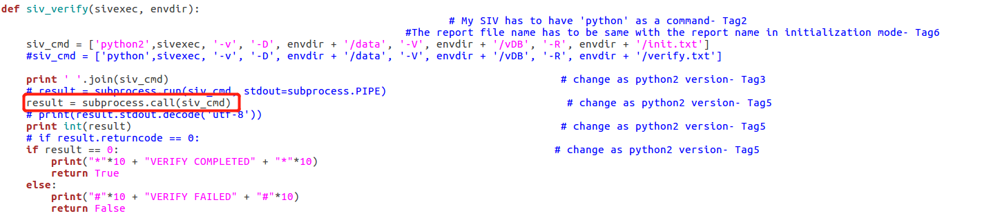 def siv_verify(sivexec, envdir):
# My SIV has to have 'python' as a command- Tag2
#The report file name has to be same with the report name in initialization mode- Tag6
siv_cmd = ['python2',sivexec, '-v', '-D', envdir + '/data', '-V', envdir + '/vDB', '-R', envdir + '/init.txt']
#siv_cmd = ['python',sivexec, '-v', '-D', envdir + '/data', '-V', envdir + '/vDB', '-R', envdir + '/verify.txt']
print ' '.join(siv_cmd) # change as python2 version- Tag3
# result = subprocess.run(siv_cmd, stdout=subprocess.PIPE)
result = subprocess.call(siv_cmd) # change as python2 version- Tag5
# print(result.stdout.decode('utf-8'))
print int(result) # change as python2 version- Tag5
# if result.returncode == 0:
if result == 0: # change as python2 version- Tag5
print("*"*10 + "VERIFY COMPLETED" + "*"*10)
return True
else:
print("#"*10 + "VERIFY FAILED" + "#"*10)
return False